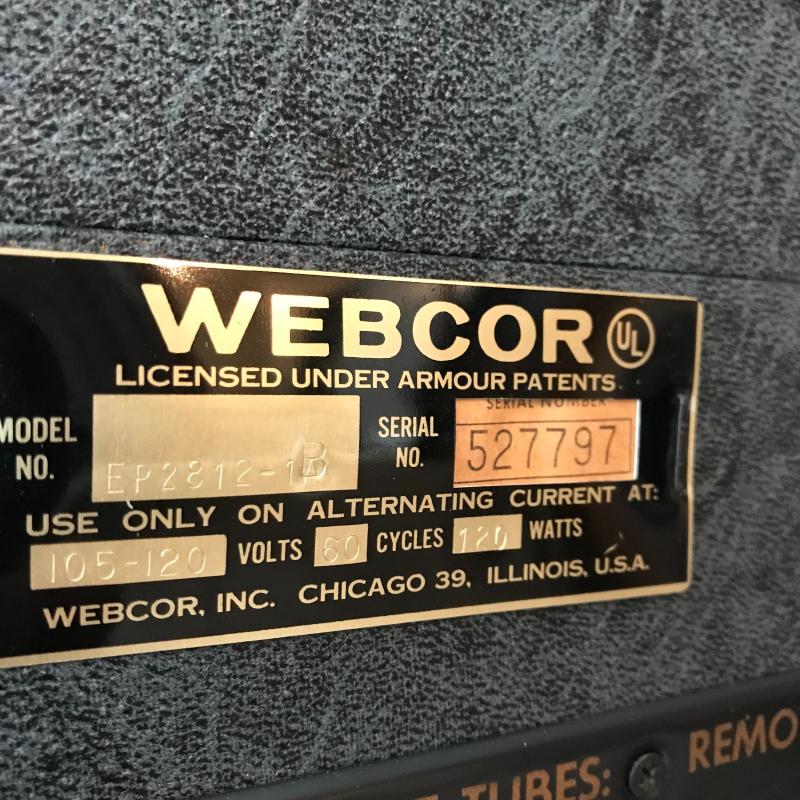 WEBCOR UL
LICENSED UNDER ARMOUR PATENTS
MODEL NO. EP2812-1B SERIAL NO. SERIAL NUMBER 527797
USE ONLY ON ALTERNATING CURRENT AT:
105-120 VOLTS 60 CYCLES 120 WATTS
WEBCOR, INC. CHICAGO 39, ILLINOIS, U.S.A.
TUBES: REMO